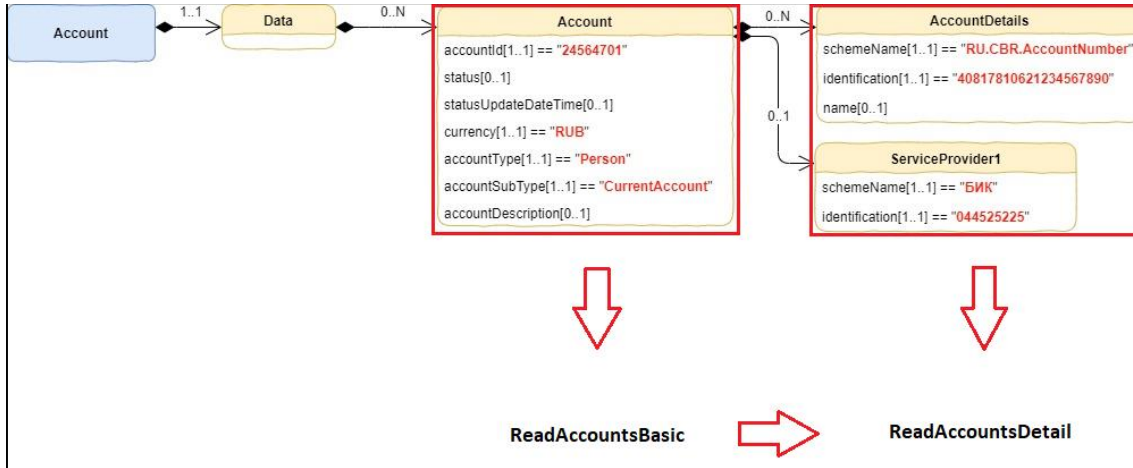 Account
1..1
Data
0..N
Account
accountId[1..1] == "24564701"
status[0..1]
statusUpdateDateTime[0..1]
currency[1..1] == "RUB"
accountType[1..1] == "Person"
accountSubType[1..1] == "CurrentAccount"
accountDescription[0..1]
0..N
0..1
AccountDetails
schemeName[1..1] == "RU.CBR.AccountNumber"
identification[1..1] == "40817810621234567890"
name[0..1]
ServiceProvider1
schemeName[1..1] == "БИК"
identification[1..1] == "044525225"
ReadAccountsBasic
ReadAccountsDetail